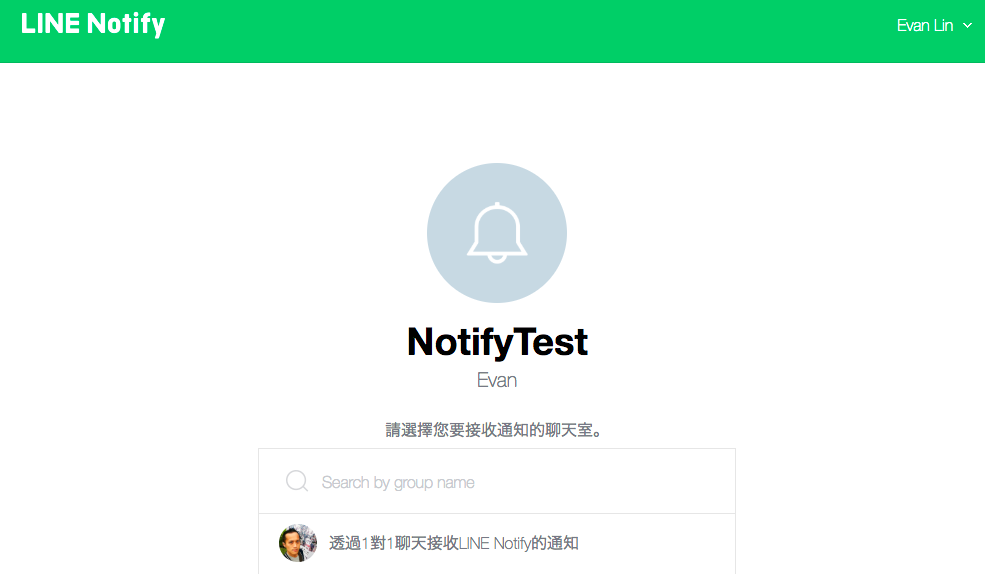 LINE Notify
Evan Lin
NotifyTest
Evan
請選擇您要接收通知的聊天室。
Search by group name
透過1對1聊天接收LINE Notify的通知